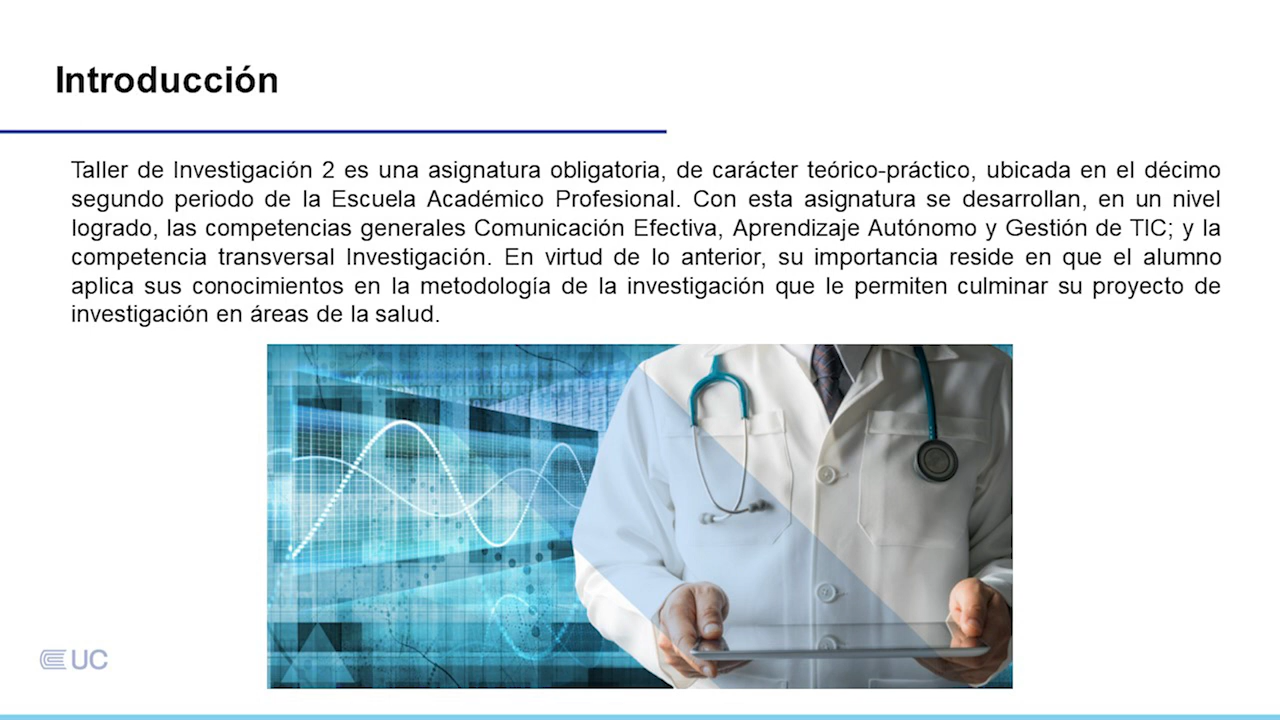 Introducción
Taller de Investigación 2 es una asignatura obligatoria, de carácter teórico-práctico, ubicada en el décimo
segundo periodo de la Escuela Académico Profesional. Con esta asignatura se desarrollan, en un nivel
logrado, las competencias generales Comunicación Efectiva, Aprendizaje Autónomo y Gestión de TIC; y la
competencia transversal Investigación. En virtud de lo anterior, su importancia reside en que el alumno
aplica sus conocimientos en la metodología de la investigación que le permiten culminar su proyecto de
investigación en áreas de la salud.
UC